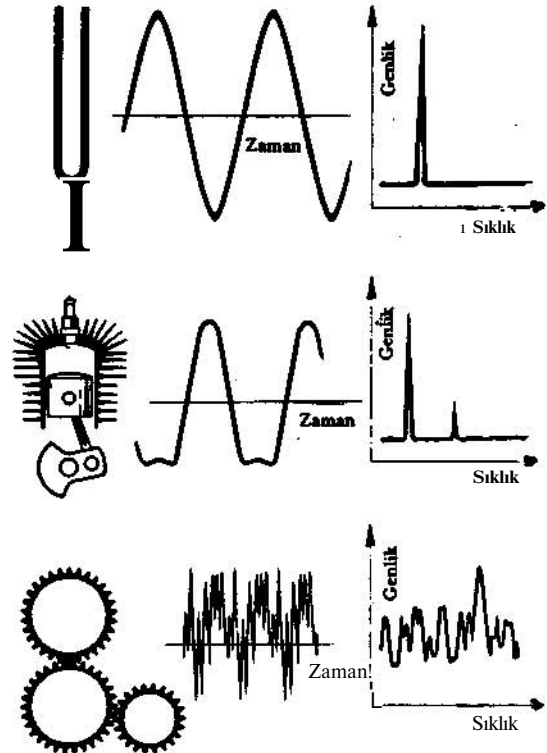 Genlik
Zaman
ı Sıklık
Genlik
Zaman
Sıklık
Genlik
Zaman
Sıklık